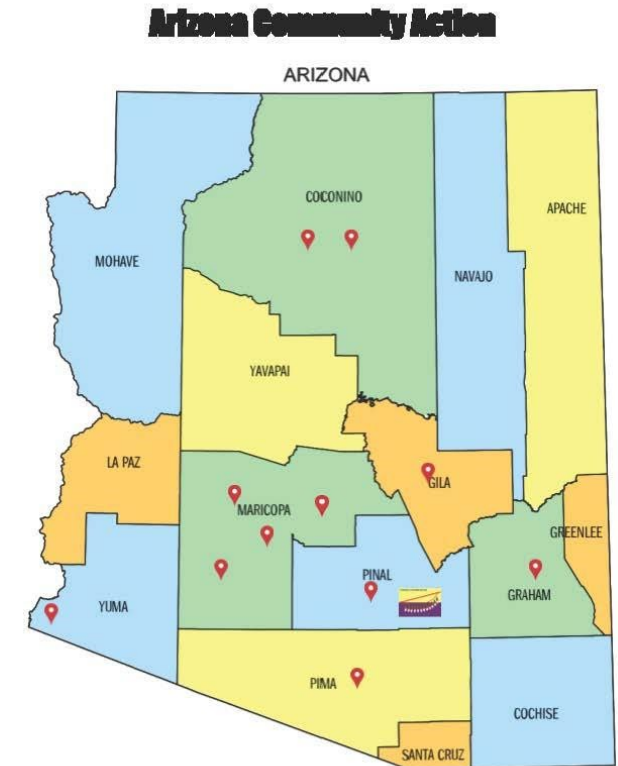 Arizona Community Action
ARIZONA
COCONINO
APACHE
MOHAVE
NAVAJO
YAVAPAI
LA PAZ
GILA
MARICOPA
GREENLEE
PINAL
GRAHAM
YUMA
PIMA
COCHISE
SANTA CRUZ